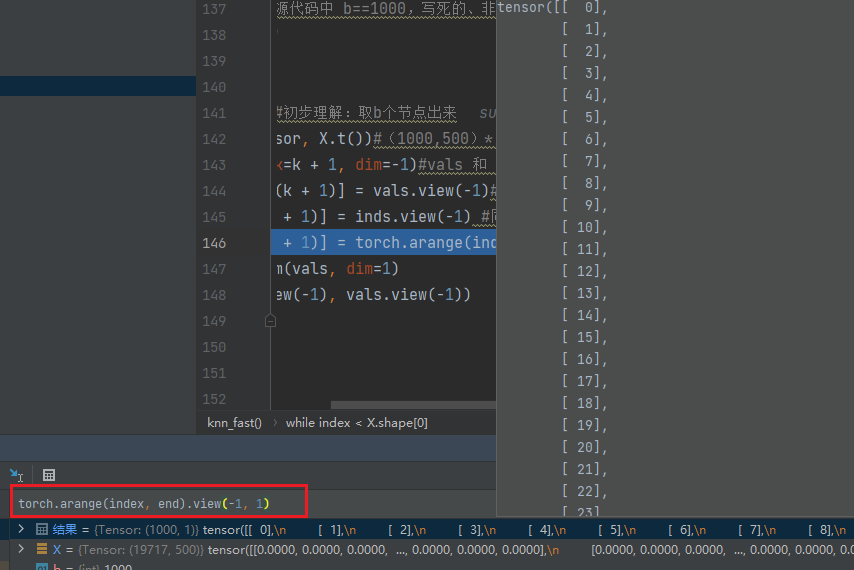 137 源代码中 b==1000，写死的、非
138
139
140
141 #初步理解：取b个节点出来 su
142 sor, X.t())#（1000,500）*
143 <=k + 1, dim=-1)#vals 和
144 (k + 1)] = vals.view(-1)#
145 + 1)] = inds.view(-1) #同
146 + 1)] = torch.arange(ind
147 m(vals, dim=1)
148 ew(-1), vals.view(-1))
149
150
151
152
knn_fast() › while index < X.shape[0]
tensor([[ 0],
[ 1],
[ 2],
[ 3],
[ 4],
[ 5],
[ 6],
[ 7],
[ 8],
[ 9],
[ 10],
[ 11],
[ 12],
[ 13],
[ 14],
[ 15],
[ 16],
[ 17],
[ 18],
[ 19],
[ 20],
[ 21],
[ 22],
[ 23]
torch.arange(index, end).view(-1, 1)
结果 = {Tensor: (1000, 1)} tensor([[ 0],\n [ 1],\n [ 2],\n [ 3],\n [ 4],\n [ 5],\n [ 6],\n [ 7],\n [ 8],\n
X = {Tensor: (19717, 500)} tensor([[0.0000, 0.0000, 0.0000, ..., 0.0000, 0.0000, 0.0000],\n [0.0000, 0.0000, 0.0000, ..., 0.0000, 0.0000, 0.0000
b = {int} 1000